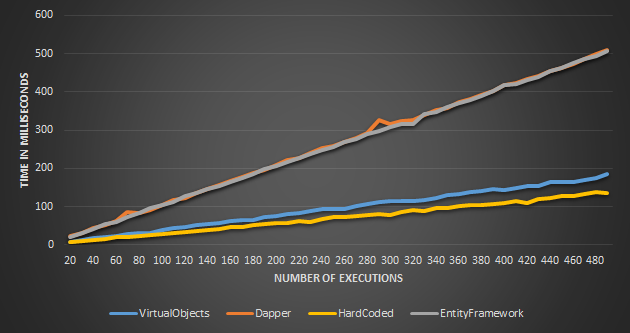 600
500
400
300
200
100
0
TIME IN MILLISECONDS
20 40 60 80 100 120 140 160 180 200 220 240 260 280 300 320 340 360 380 400 420 440 460 480
NUMBER OF EXECUTIONS
VirtualObjects Dapper HardCoded EntityFramework